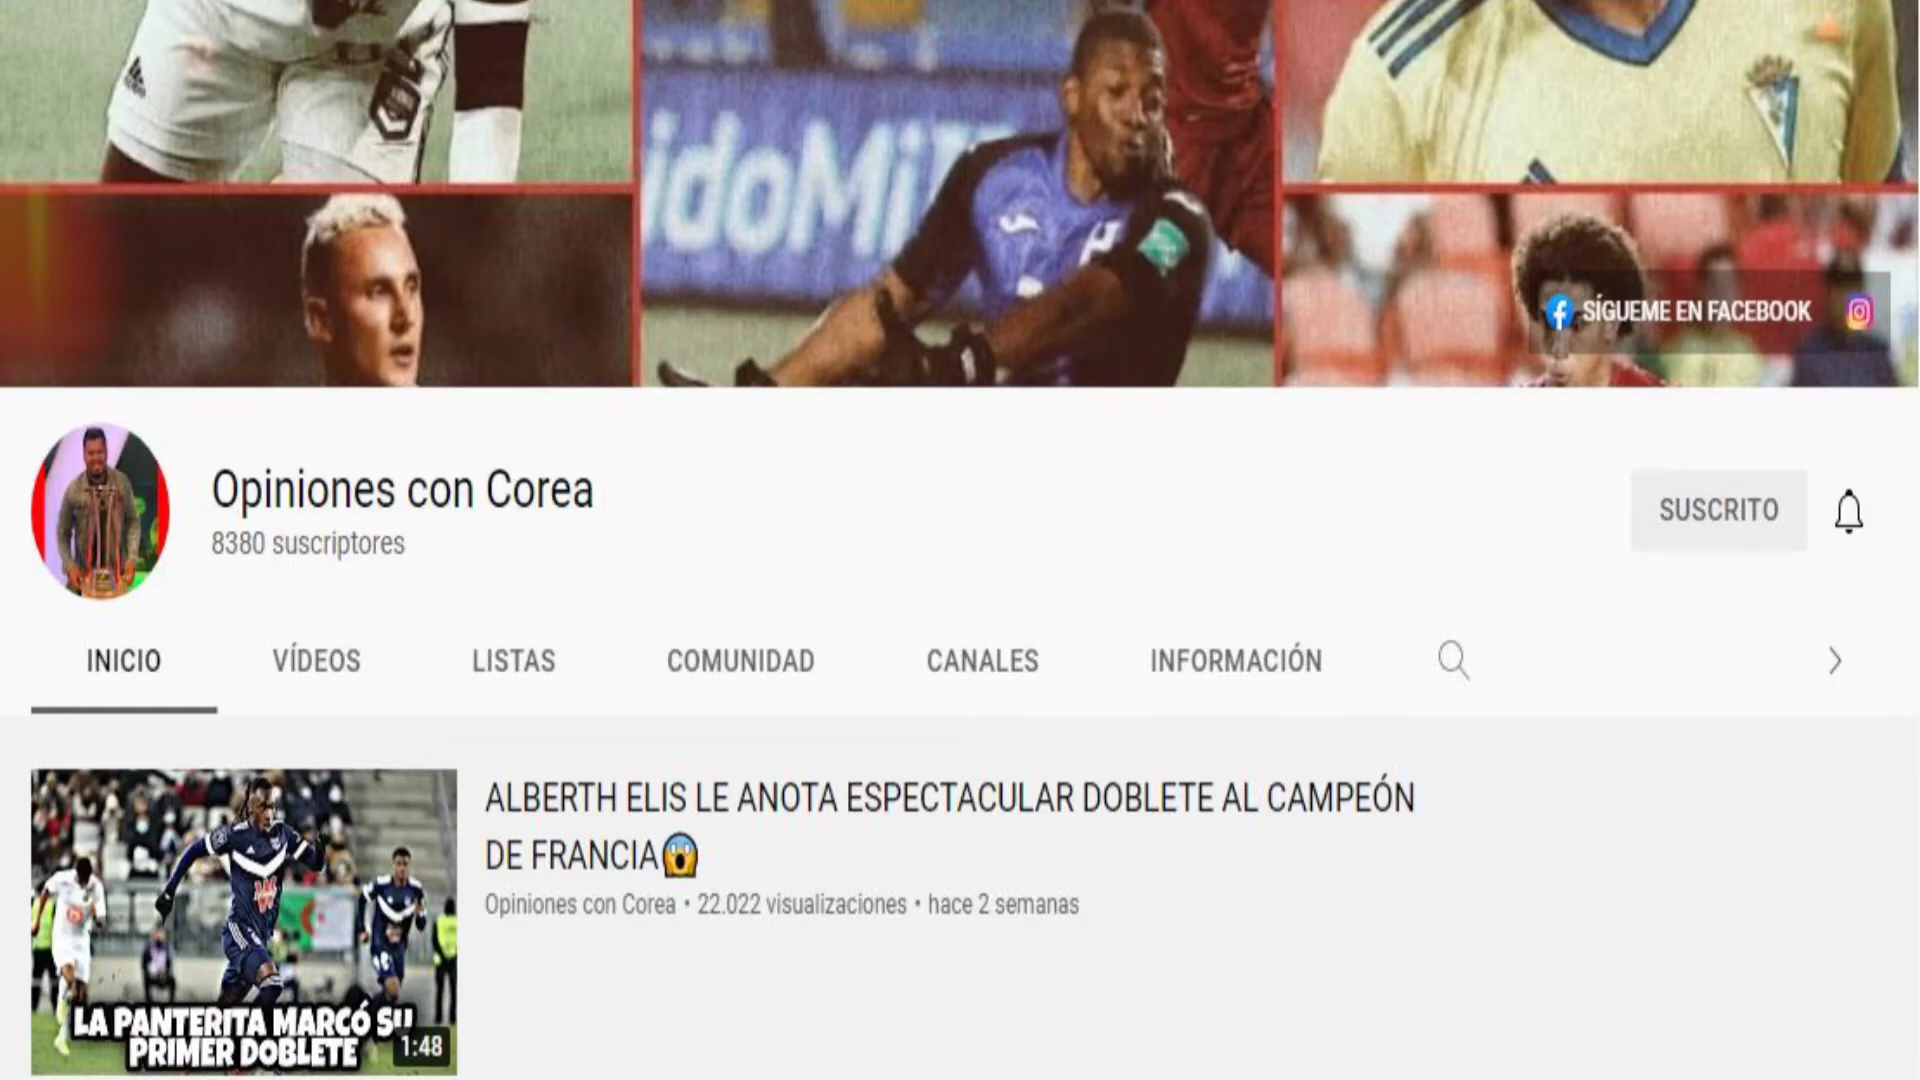 idoMi
SÍGUEME EN FACEBOOK
Opiniones con Corea
8380 suscriptores
SUSCRITO
INICIO
VÍDEOS
LISTAS
COMUNIDAD
CANALES
INFORMACIÓN
ALBERTH ELIS LE ANOTA ESPECTACULAR DOBLETE AL CAMPEÓN
DE FRANCIA😱
Opiniones con Corea • 22.022 visualizaciones • hace 2 semanas
LA PANTERITA MARCÓ SU
PRIMER DOBLETE
1:48